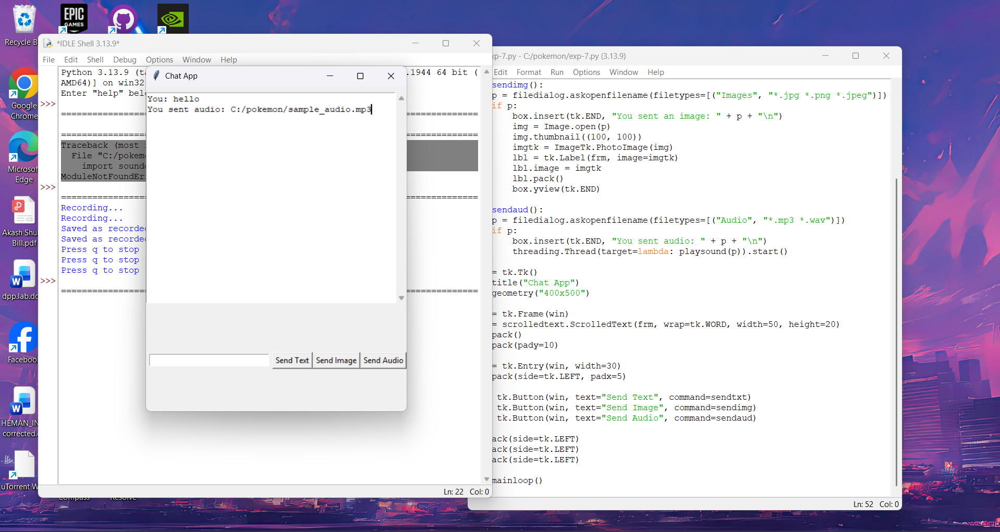 EPIC
GAMES
Recycle B
Google
Chrome
Microsof
Edge
Akash Shu
Bill.pdf
dpp.lab.dc
Facebook
HEMAN_IN
corrected.
uTorrent W
*IDLE Shell 3.13.9*
File Edit Shell Debug Options Window Help
Python 3.13.9 (ta
.1944 64 bit (
AMD64)] on win32
Enter "help" bel
>>>
Traceback (most
File "C:/pokem
import sound
ModuleNotFoundEr
>>>
Recording...
Recording...
Saved as recorded
Saved as recorded
Press q to stop
Press q to stop
Press q to stop
>>>
Ln: 22 Col: 0
Chat App
You: hello
You sent audio: C:/pokemon/sample_audio.mp3
Send Text Send Image Send Audio
xp-7.py - C:/pokemon/exp-7.py (3.13.9)
Edit Format Run Options Window Help
sendimg():
p = filedialog.askopenfilename(filetypes=[("Images", "*.jpg *.png *.jpeg")])
if p:
box.insert(tk.END, "You sent an image: " + p + "\n")
img = Image.open(p)
img.thumbnail((100, 100))
imgtk = ImageTk.PhotoImage(img)
lbl = tk.Label(frm, image=imgtk)
lbl.image = imgtk
lbl.pack()
box.yview(tk.END)
sendaud():
p = filedialog.askopenfilename(filetypes=[("Audio", "*.mp3 *.wav")])
if p:
box.insert(tk.END, "You sent audio: " + p + "\n")
threading.Thread(target=lambda: playsound(p)).start()
= tk.Tk()
title("Chat App")
geometry("400x500")
= tk.Frame(win)
= scrolledtext.ScrolledText(frm, wrap=tk.WORD, width=50, height=20)
pack()
pack(pady=10)
= tk.Entry(win, width=30)
pack(side=tk.LEFT, padx=5)
tk.Button(win, text="Send Text", command=sendtxt)
tk.Button(win, text="Send Image", command=sendimg)
tk.Button(win, text="Send Audio", command=sendaud)
ack(side=tk.LEFT)
ack(side=tk.LEFT)
ack(side=tk.LEFT)
mainloop()
Ln: 52 Col: 0